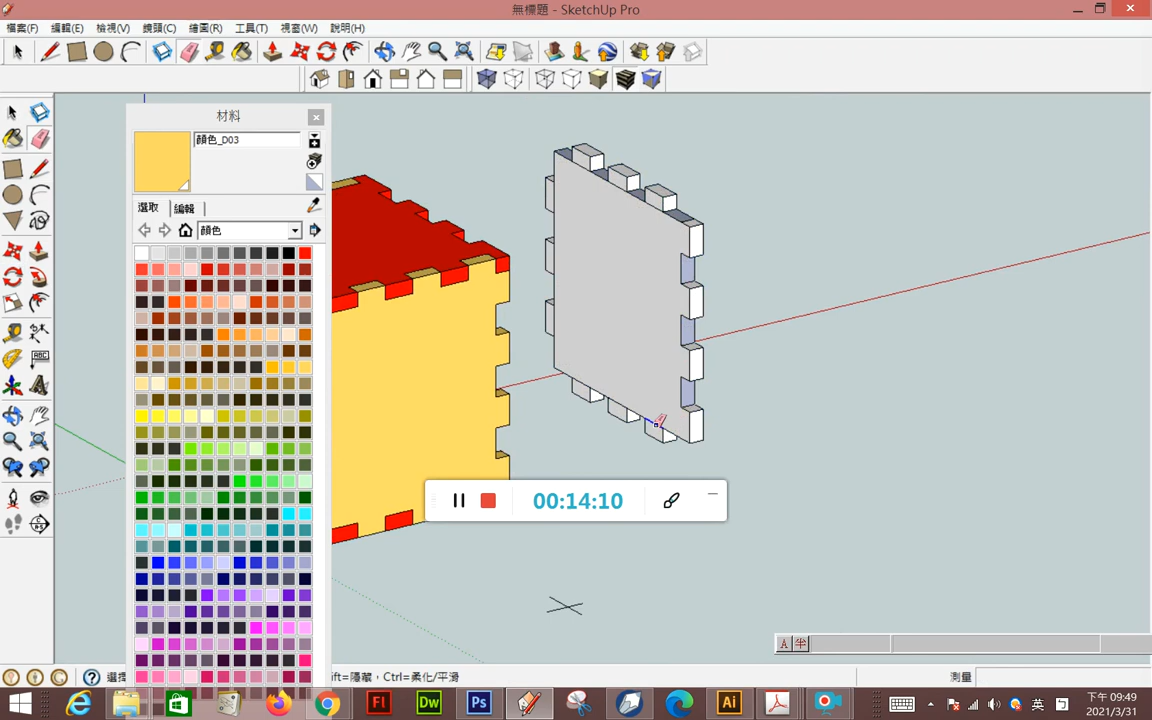 無標題 - SketchUp Pro
檔案(F) 編輯(E) 檢視(V) 鏡頭(C) 繪圖(R) 工具(T) 視窗(W) 說明(H)
材料
顏色_D03
選取 編輯
顏色
ABC
00:14:10
A 半
ift=隱藏，Ctrl=柔化/平滑
測量
Fl Dw Ps Ai
英
下午 09:49
2021/3/31